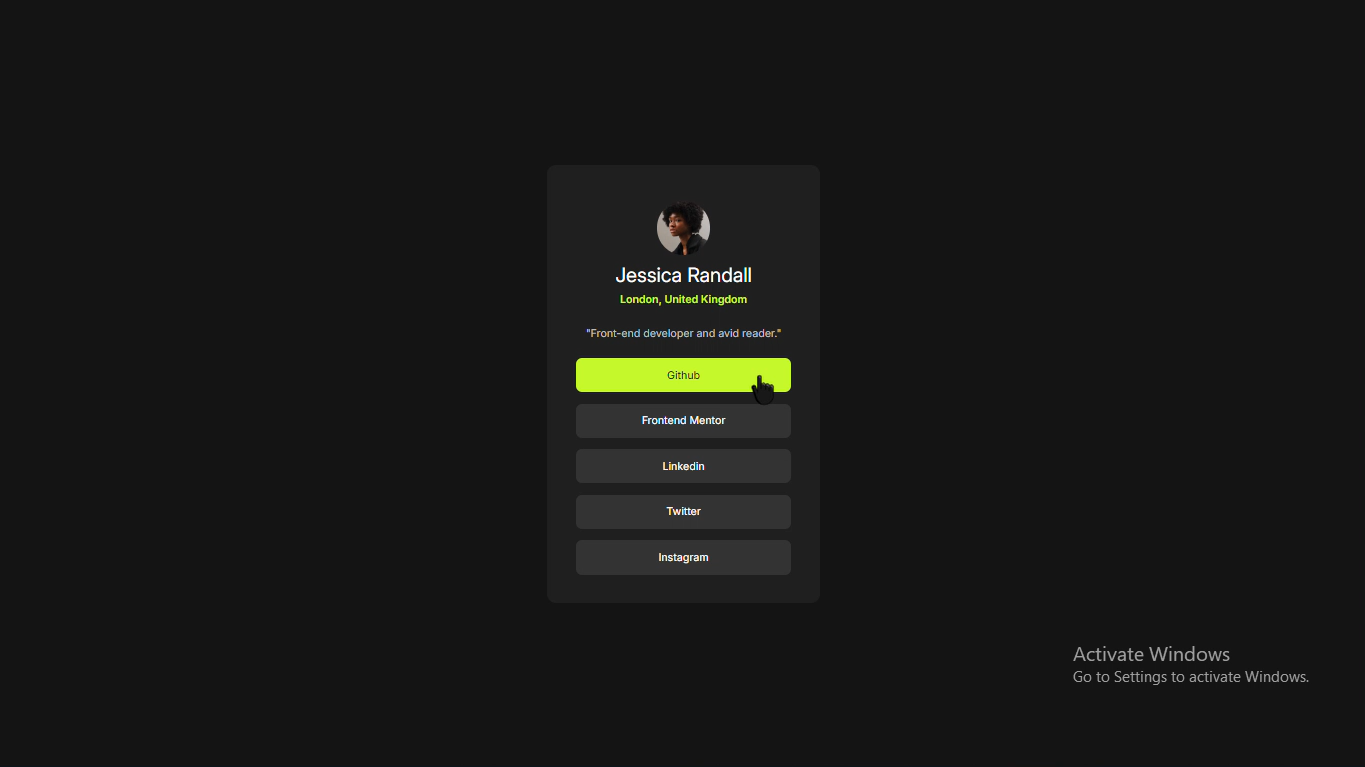 Jessica Randall
London, United Kingdom
"Front-end developer and avid reader."
Github
Frontend Mentor
Linkedin
Twitter
Instagram
Activate Windows
Go to Settings to activate Windows.